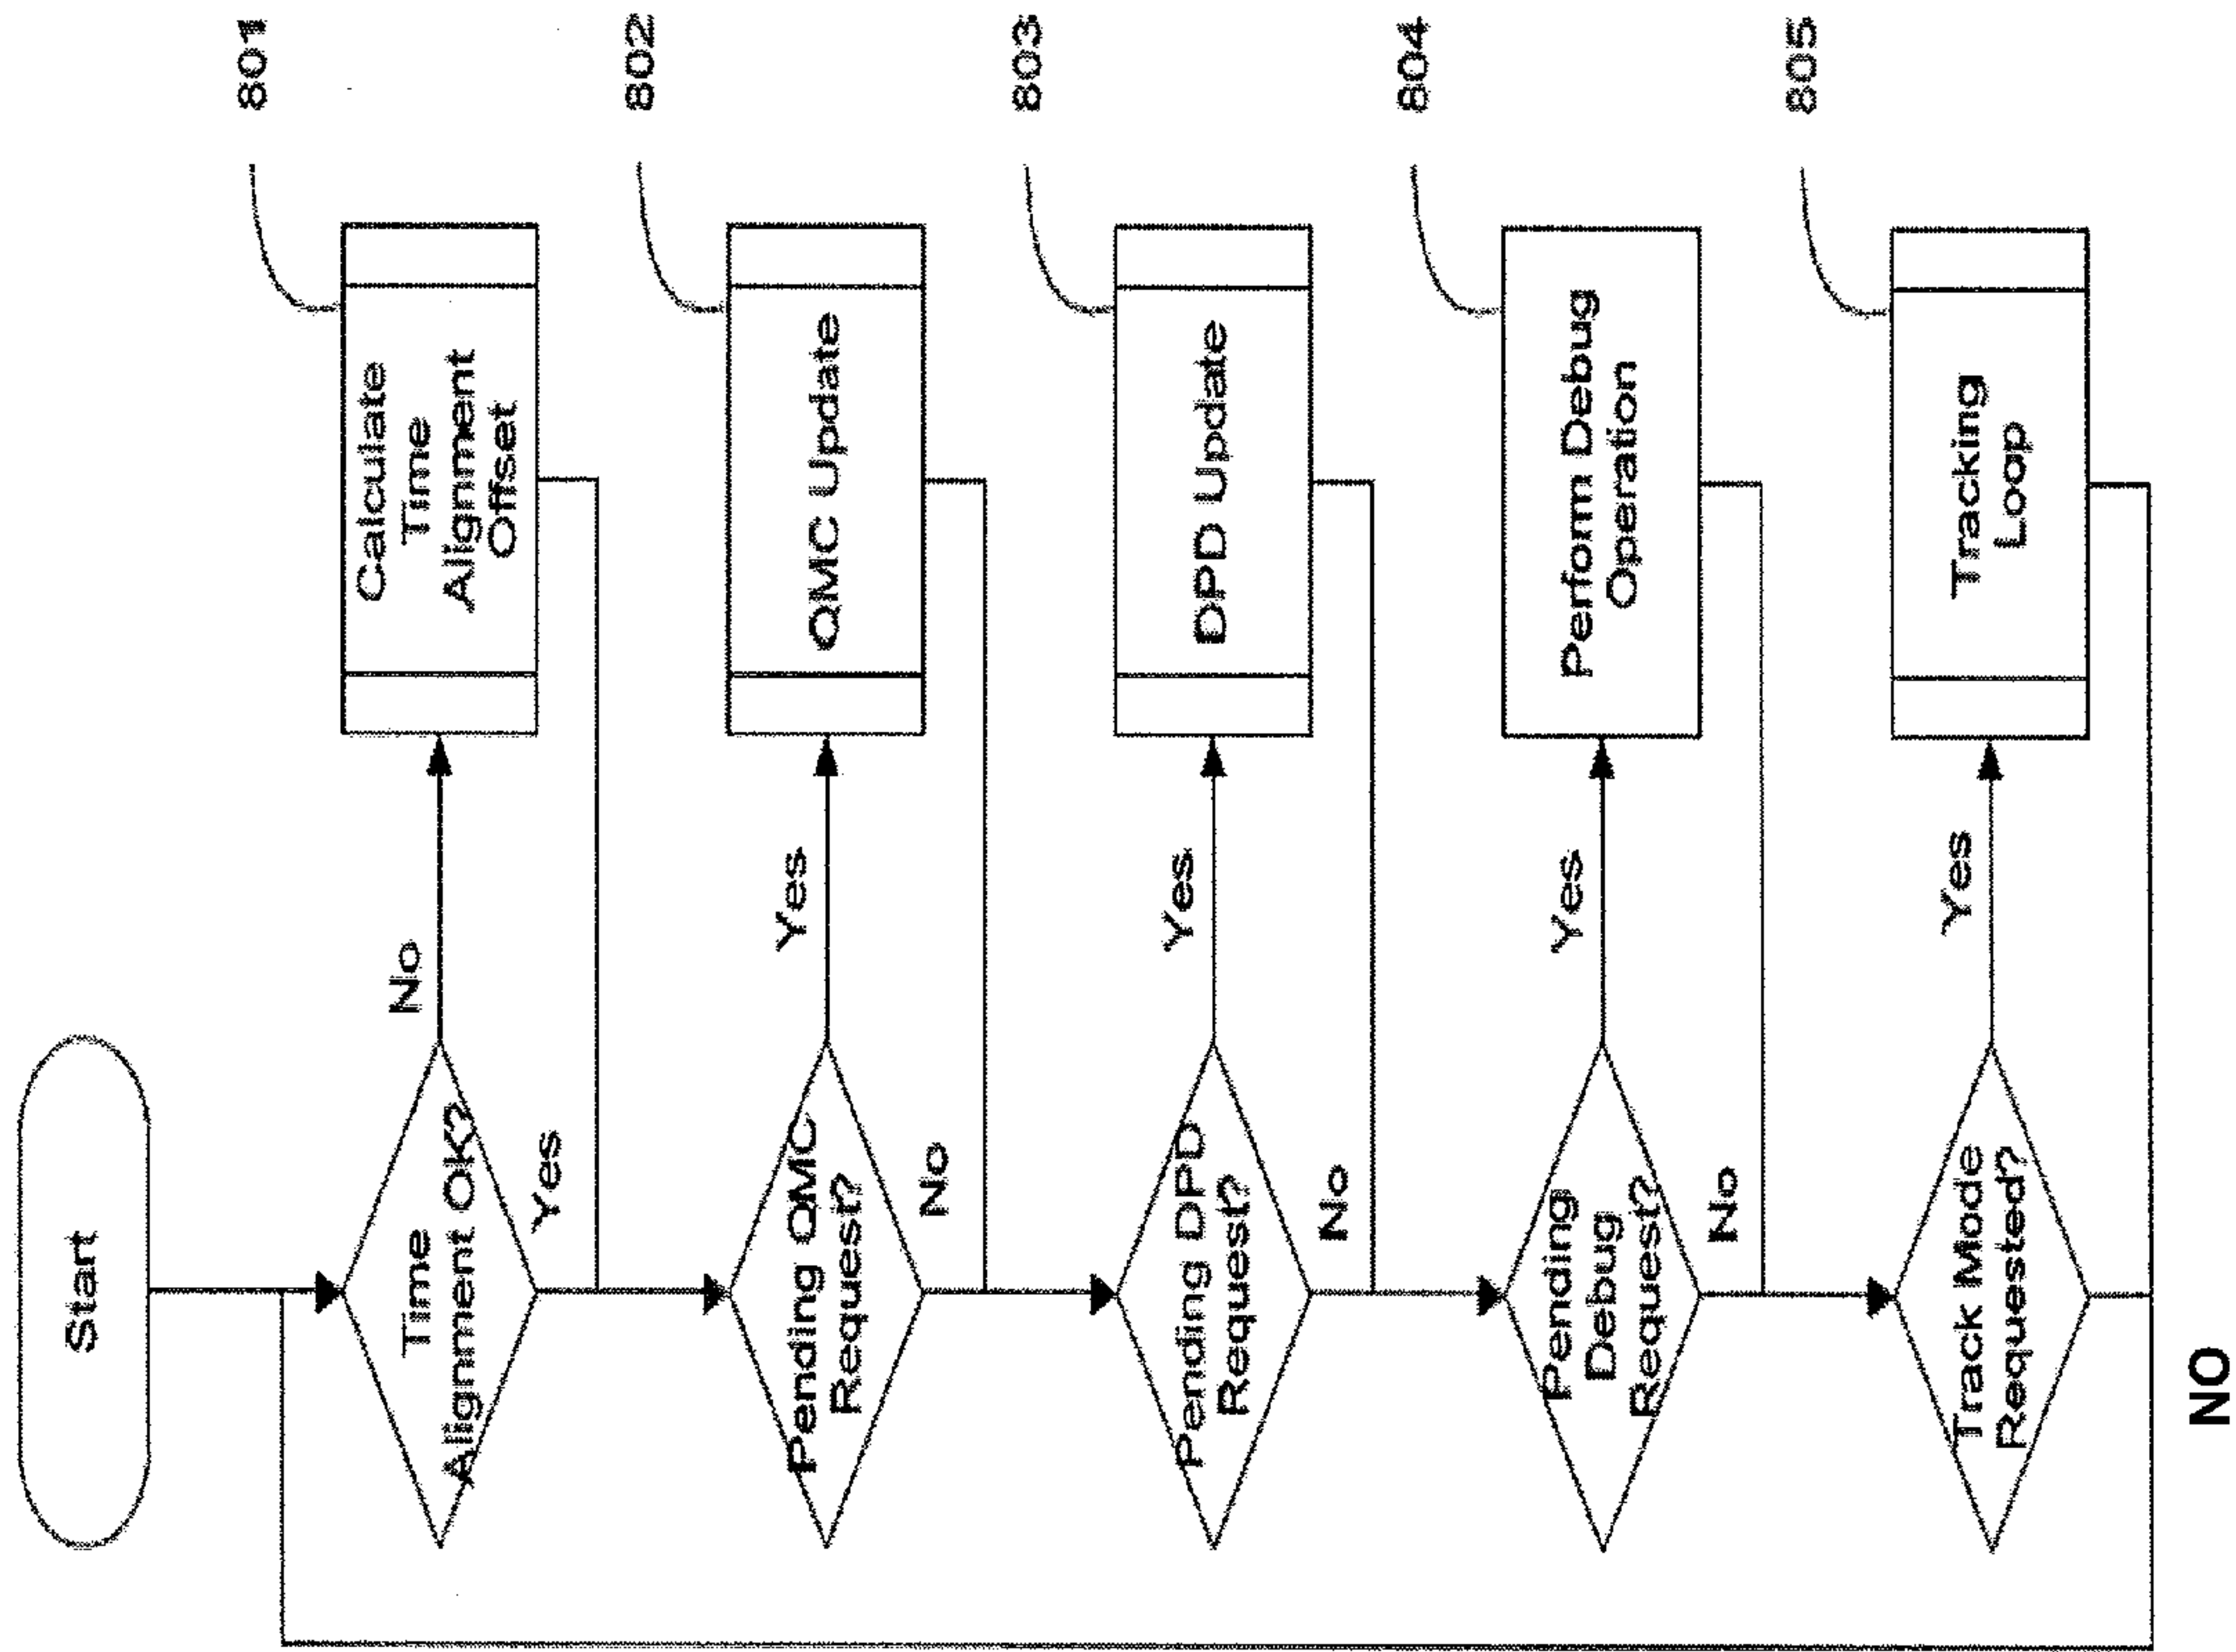 Start
Time
Alignment OK?
No
Calculate
Time
Alignment
Offset
801
Yes
Pending QMC
Request?
Yes
QMC Update
802
No
Pending DPD
Request?
Yes
DPD Update
803
No
Pending
Debug
Request?
Yes
Perform Debug
Operation
804
No
Track Mode
Requested?
Yes
Tracking
Loop
805
NO